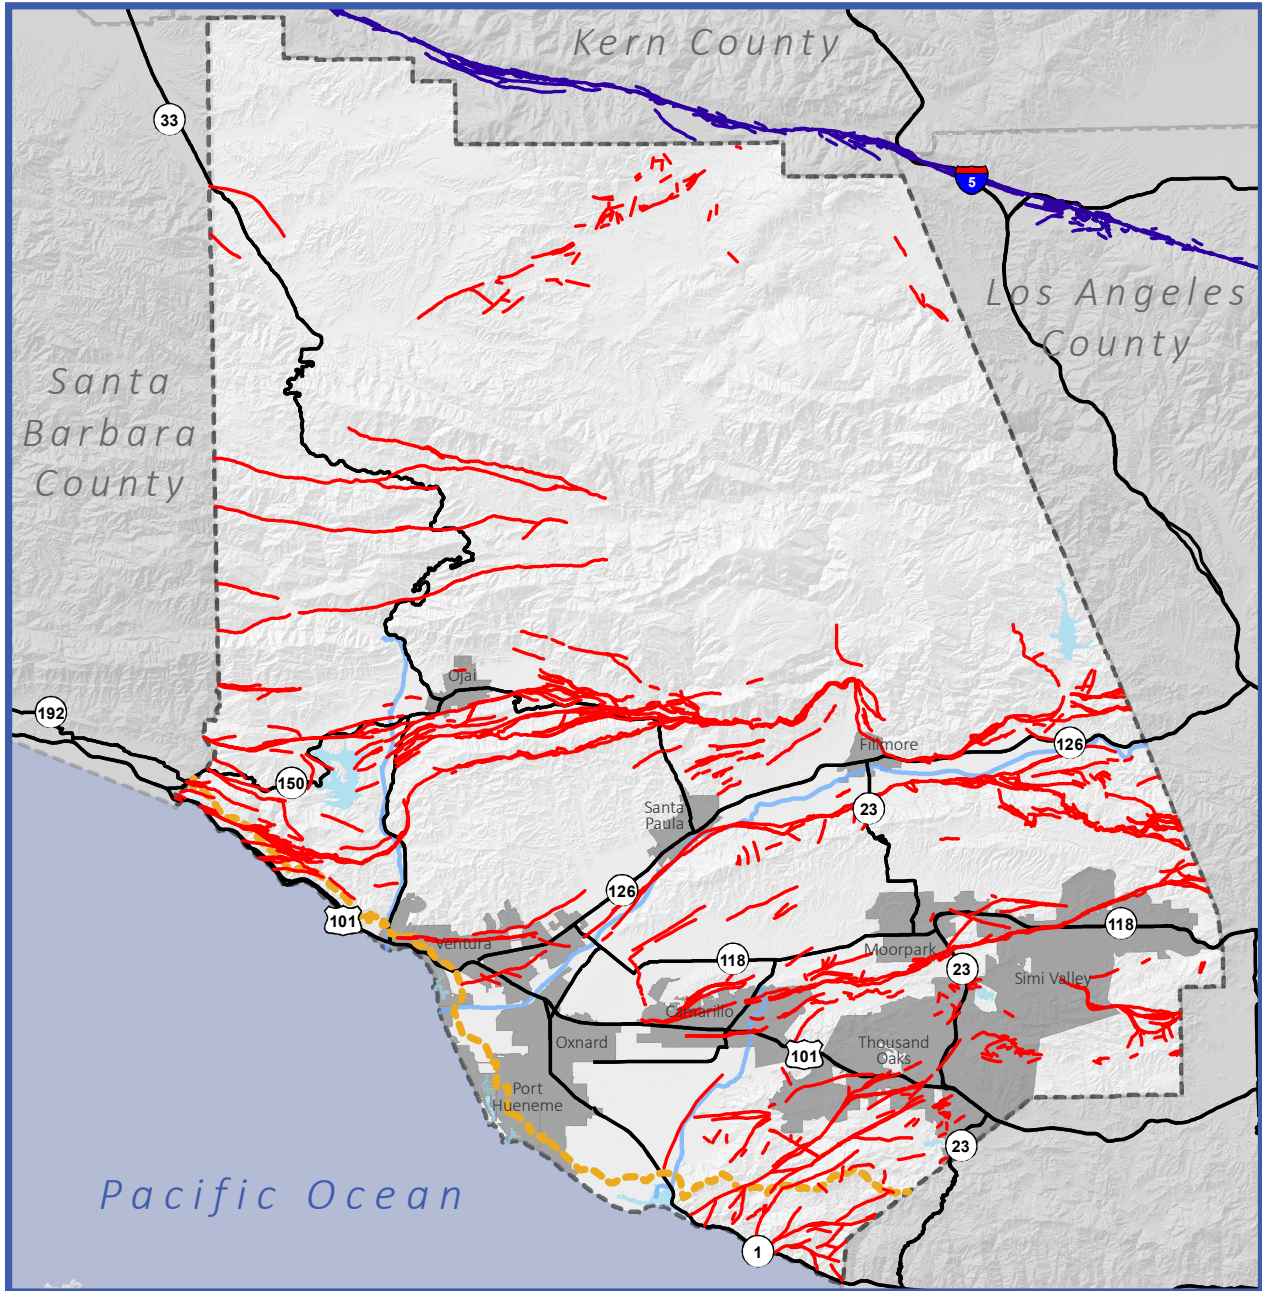 Kern County
33
5
Los Angeles
County
Santa
Barbara
County
Ojai
192
126
Fillmore
150
Santa
Paula
23
126
101
118
Ventura
118
Moorpark
23
Simi Valley
Camarillo
Oxnard
101
Thousand
Oaks
Port
Hueneme
23
Pacific Ocean
1